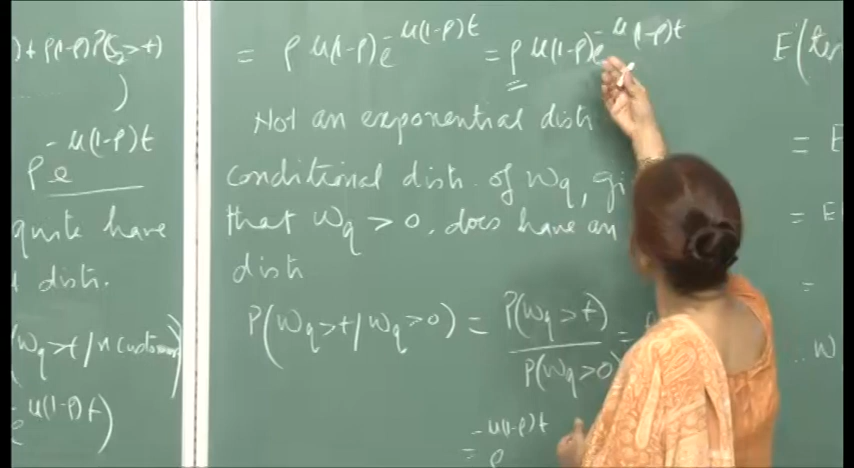 ) + ρ(1-ρ)P(S₂>t)
)
ρ e^{-μ(1-ρ)t}
quite have
distn.
(Wq>t / n customers)
e^{-μ(1-ρ)t})
= ρ μ(1-ρ) e^{-μ(1-ρ)t} = ρ μ(1-ρ) e^{-μ(1-ρ)t}
Not an exponential distn
conditional distn. of Wq, gi
that Wq > 0, does have an
distn
P(Wq>t / Wq>0) = P(Wq>t) / P(Wq>0) =
= e^{-μ(1-ρ)t}
E(
= E
= E
=
W